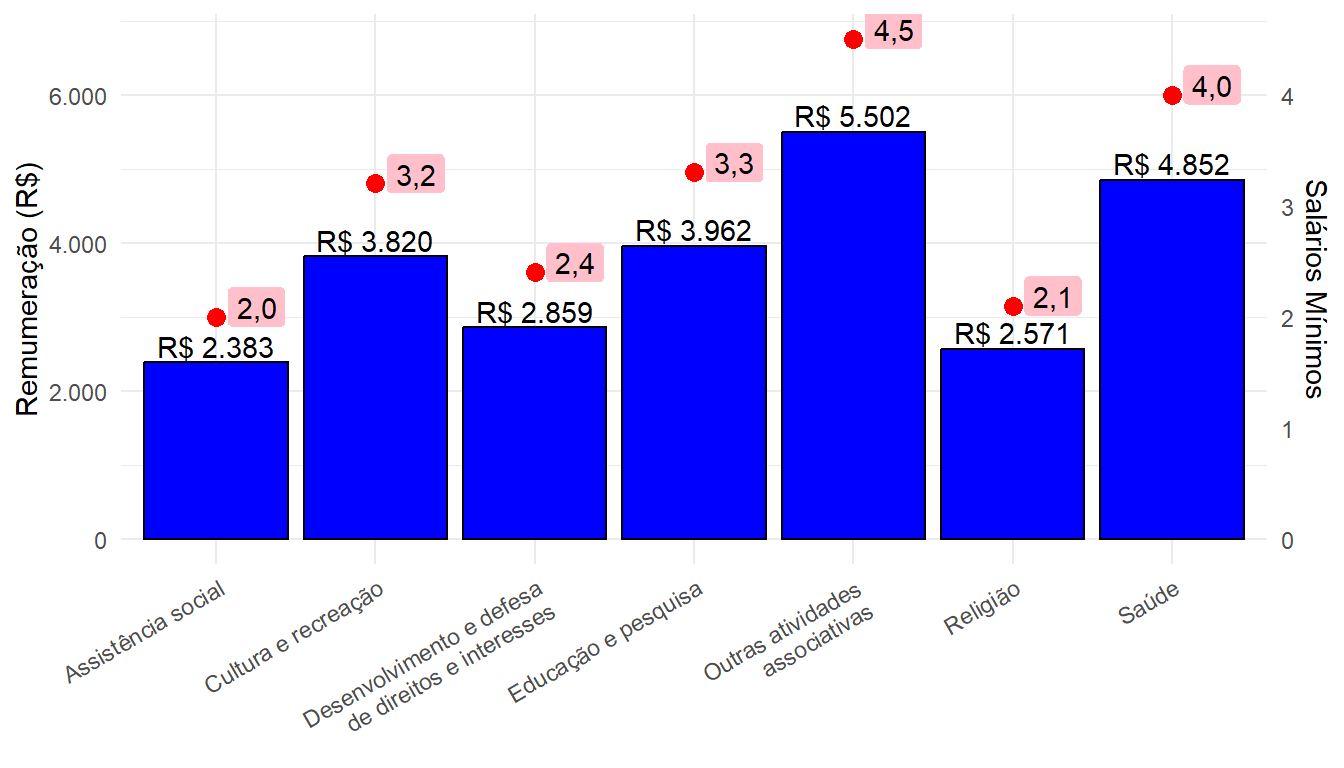 Remumeração (R$)
6.000
4.000
2.000
0
R$ 2.383
R$ 3.820
R$ 2.859
R$ 3.962
R$ 5.502
R$ 2.571
R$ 4.852
2,0
3,2
2,4
3,3
4,5
2,1
4,0
4
3
2
1
0
Salários Mínimos
Assistência social
Cultura e recreação
Desenvolvimento e defesa
de direitos e interesses
Educação e pesquisa
Outras atividades
associativas
Religião
Saúde